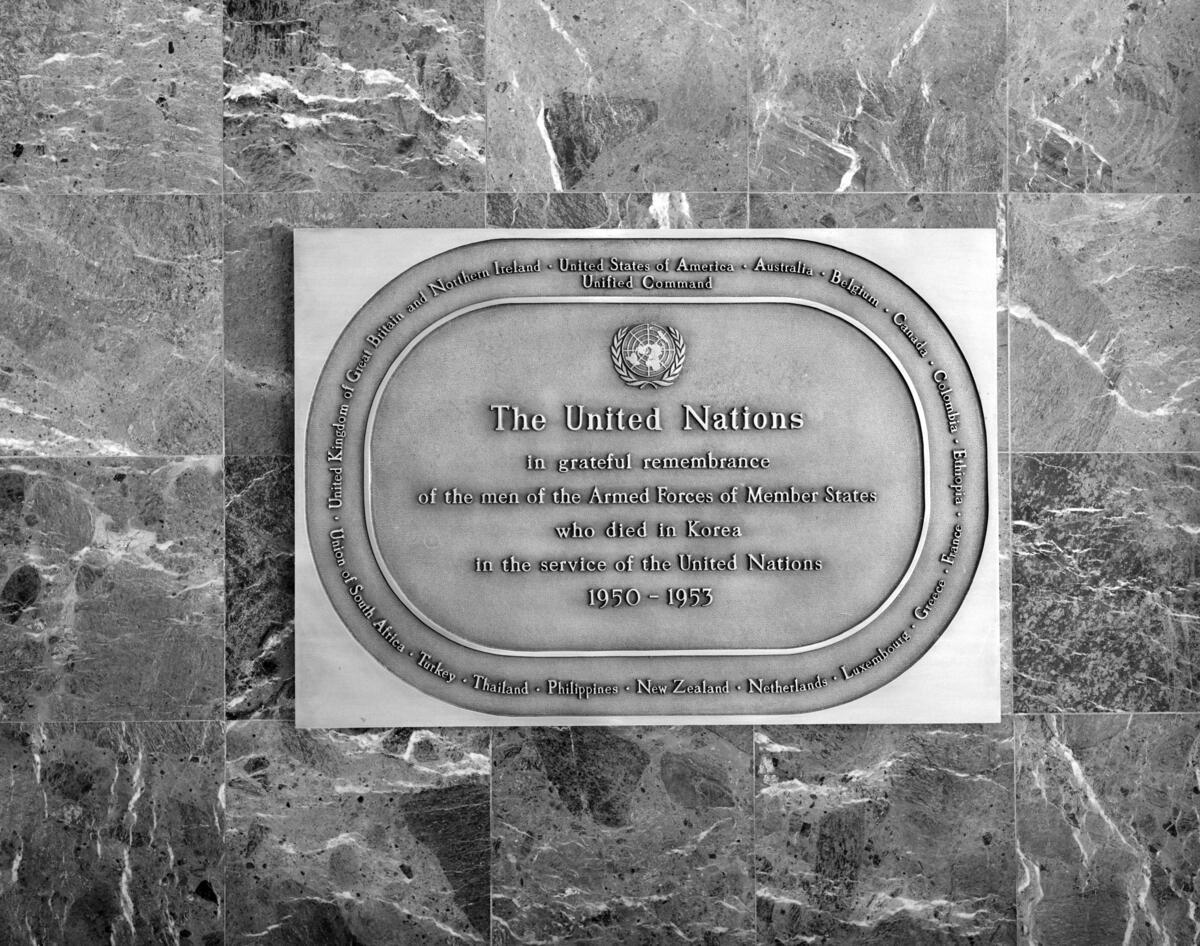 United States of America · Australia · Belgium · Canada · Colombia · Ethiopia · France · Greece · Luxembourg · Netherlands · New Zealand · Philippines · Thailand · Turkey · Union of South Africa · United Kingdom of Great Britain and Northern Ireland ·
Unified Command
The United Nations
in grateful remembrance
of the men of the Armed Forces of Member States
who died in Korea
in the service of the United Nations
1950 – 1953